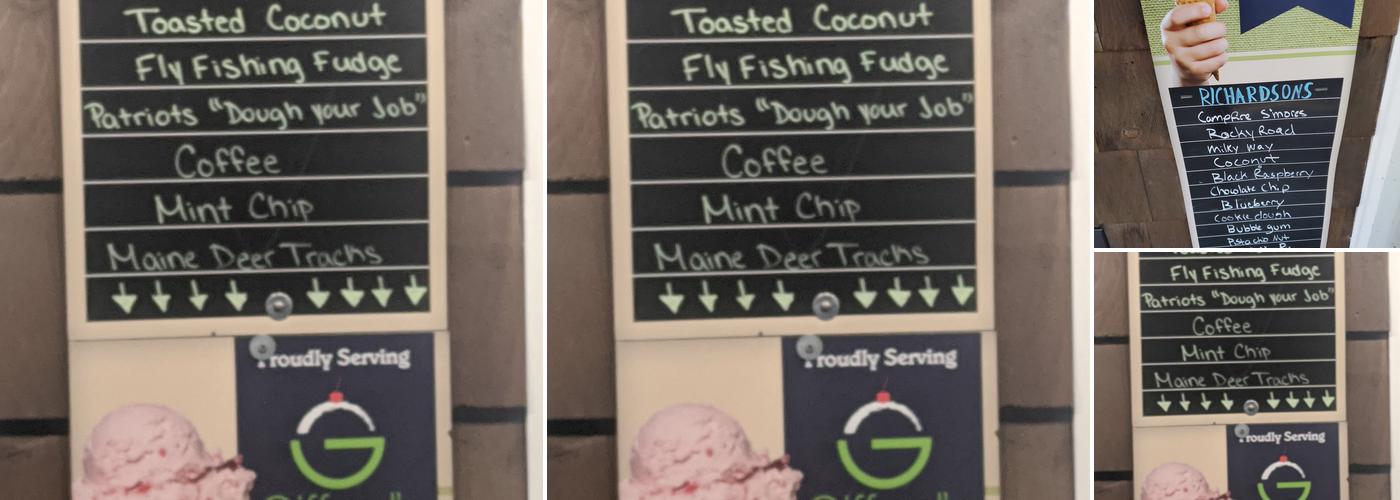 Toasted Coconut
Fly Fishing Fudge
Patriots "Dough your Job"
Coffee
Mint Chip
Maine Deer Tracks
Proudly Serving
G
Toasted Coconut
Fly Fishing Fudge
Patriots "Dough your Job"
Coffee
Mint Chip
Maine Deer Tracks
Proudly Serving
G
RICHARDSONS
Campfire S'mores
Rocky Road
Milky Way
Coconut
Black Raspberry
Chocolate Chip
Blueberry
Cookie dough
Bubble gum
Pistachio Nut
Fly Fishing Fudge
Patriots "Dough your Job"
Coffee
Mint Chip
Maine Deer Tracks
Proudly Serving
G